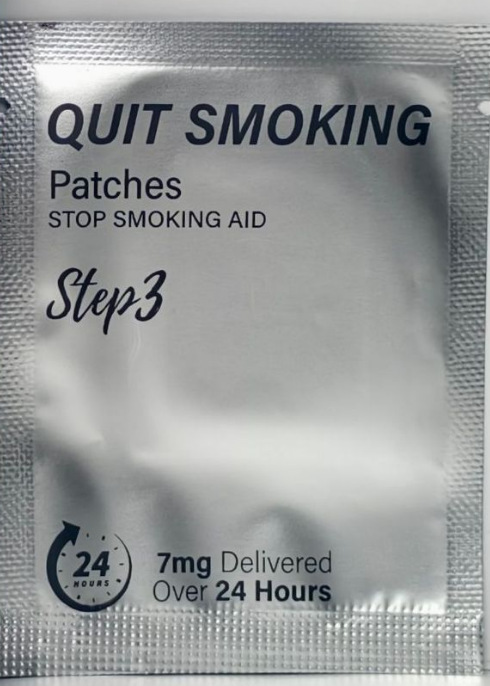 QUIT SMOKING
Patches
STOP SMOKING AID
Step3
24
HOURS
7mg Delivered
Over 24 Hours